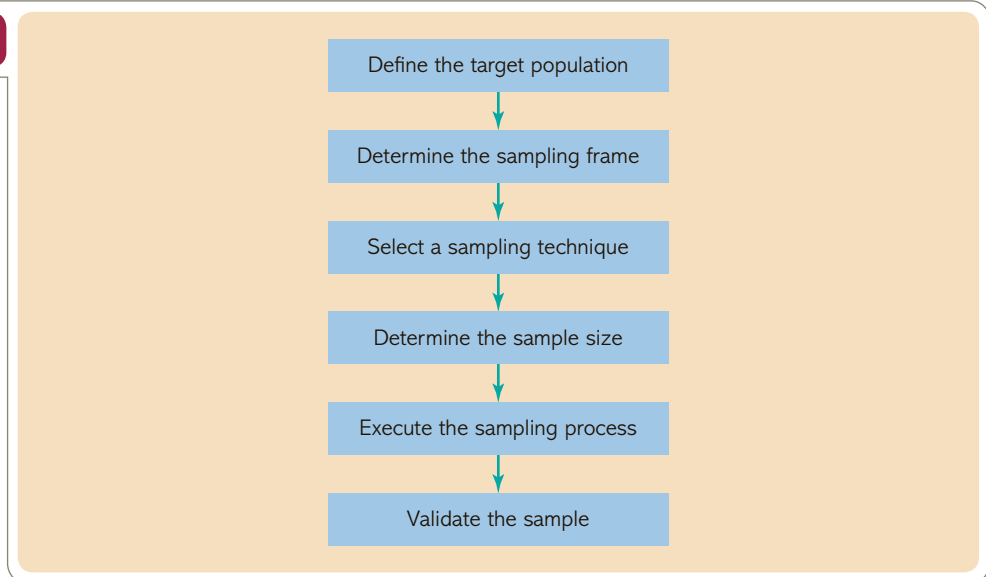 Define the target population
Determine the sampling frame
Select a sampling technique
Determine the sample size
Execute the sampling process
Validate the sample